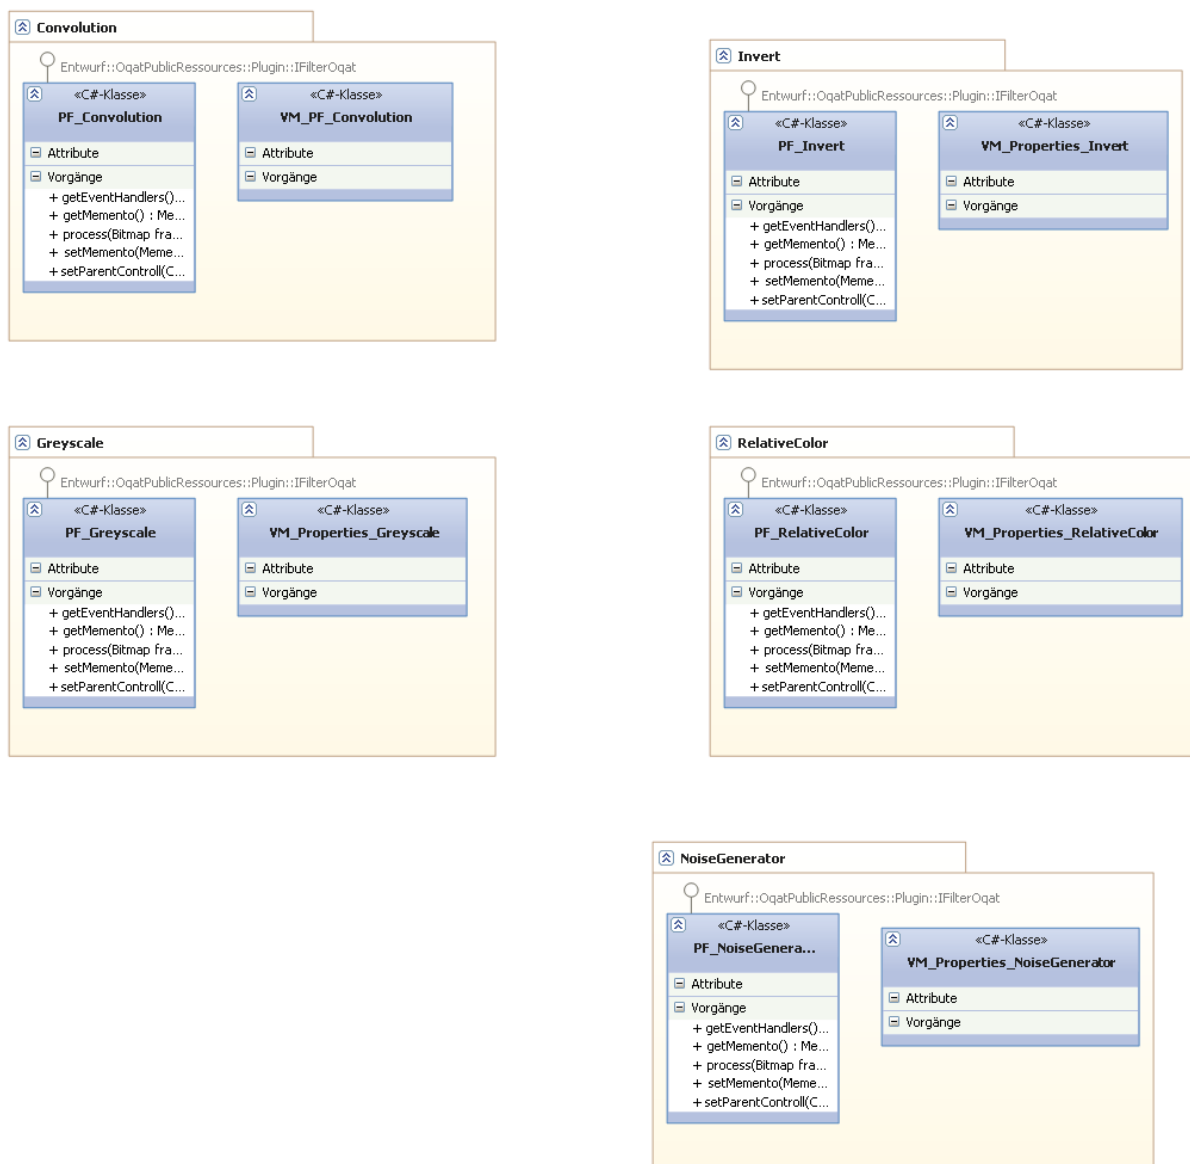 Convolution
Entwurf::OqatPublicRessources::Plugin::IFilterOqat
«C#-Klasse»
PF_Convolution
Attribute
Vorgänge
+ getEventHandlers()...
+ getMemento() : Me...
+ process(Bitmap fra...
+ setMemento(Meme...
+ setParentControll(C...
«C#-Klasse»
VM_PF_Convolution
Attribute
Vorgänge
Invert
Entwurf::OqatPublicRessources::Plugin::IFilterOqat
«C#-Klasse»
PF_Invert
Attribute
Vorgänge
+ getEventHandlers()...
+ getMemento() : Me...
+ process(Bitmap fra...
+ setMemento(Meme...
+ setParentControll(C...
«C#-Klasse»
VM_Properties_Invert
Attribute
Vorgänge
Greyscale
Entwurf::OqatPublicRessources::Plugin::IFilterOqat
«C#-Klasse»
PF_Greyscale
Attribute
Vorgänge
+ getEventHandlers()...
+ getMemento() : Me...
+ process(Bitmap fra...
+ setMemento(Meme...
+ setParentControll(C...
«C#-Klasse»
VM_Properties_Greyscale
Attribute
Vorgänge
RelativeColor
Entwurf::OqatPublicRessources::Plugin::IFilterOqat
«C#-Klasse»
PF_RelativeColor
Attribute
Vorgänge
+ getEventHandlers()...
+ getMemento() : Me...
+ process(Bitmap fra...
+ setMemento(Meme...
+ setParentControll(C...
«C#-Klasse»
VM_Properties_RelativeColor
Attribute
Vorgänge
NoiseGenerator
Entwurf::OqatPublicRessources::Plugin::IFilterOqat
«C#-Klasse»
PF_NoiseGenera...
Attribute
Vorgänge
+ getEventHandlers()...
+ getMemento() : Me...
+ process(Bitmap fra...
+ setMemento(Meme...
+ setParentControll(C...
«C#-Klasse»
VM_Properties_NoiseGenerator
Attribute
Vorgänge